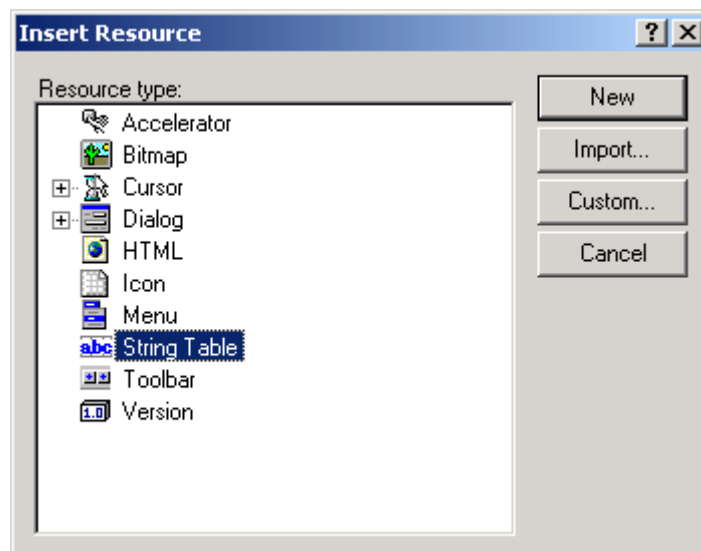 Insert Resource
Resource type:
Accelerator
Bitmap
Cursor
Dialog
HTML
Icon
Menu
abc String Table
Toolbar
1.0 Version
New
Import...
Custom...
Cancel